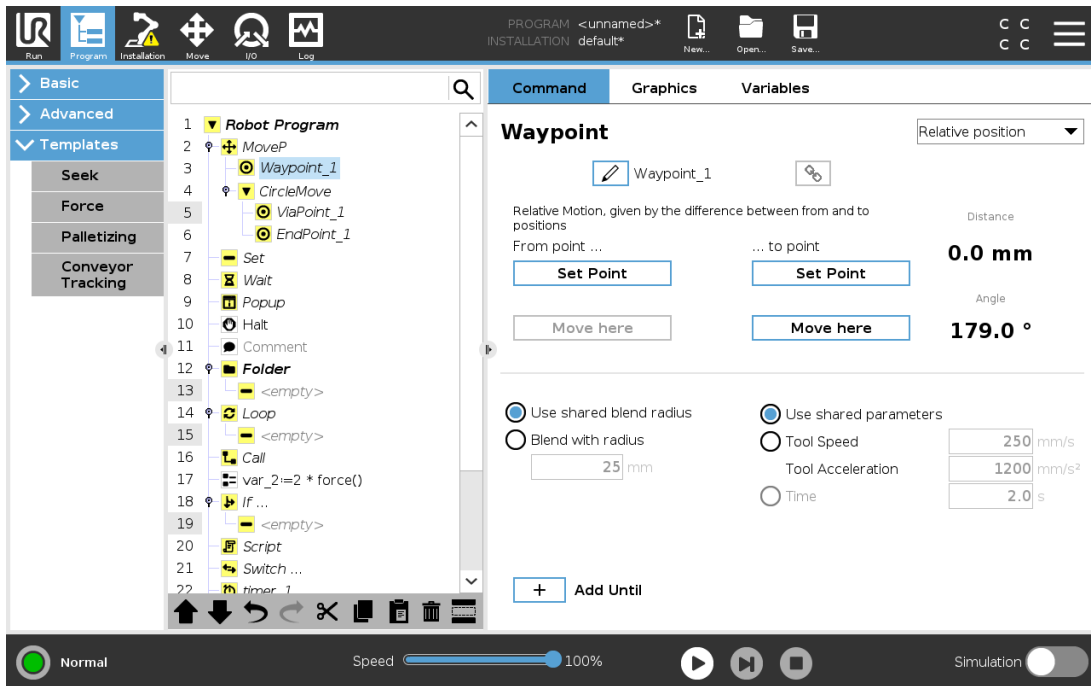 PROGRAM <unnamed>*
INSTALLATION default*
Run
Program
Installation
Move
I/O
Log
New...
Open...
Save...
C C
C C
Basic
Advanced
Templates
Seek
Force
Palletizing
Conveyor
Tracking
1 Robot Program
2 MoveP
3 Waypoint_1
4 CircleMove
5 ViaPoint_1
6 EndPoint_1
7 Set
8 Wait
9 Popup
10 Halt
11 Comment
12 Folder
13 <empty>
14 Loop
15 <empty>
16 Call
17 var_2≔2 * force()
18 If ...
19 <empty>
20 Script
21 Switch ...
22 timer_1
Command
Graphics
Variables
Waypoint
Relative position
Waypoint_1
Relative Motion, given by the difference between from and to
positions
Distance
From point ...
... to point
0.0 mm
Set Point
Set Point
Angle
Move here
Move here
179.0 °
Use shared blend radius
Use shared parameters
Blend with radius
Tool Speed 250 mm/s
25 mm
Tool Acceleration 1200 mm/s²
Time 2.0 s
+ Add Until
Normal
Speed 100%
Simulation